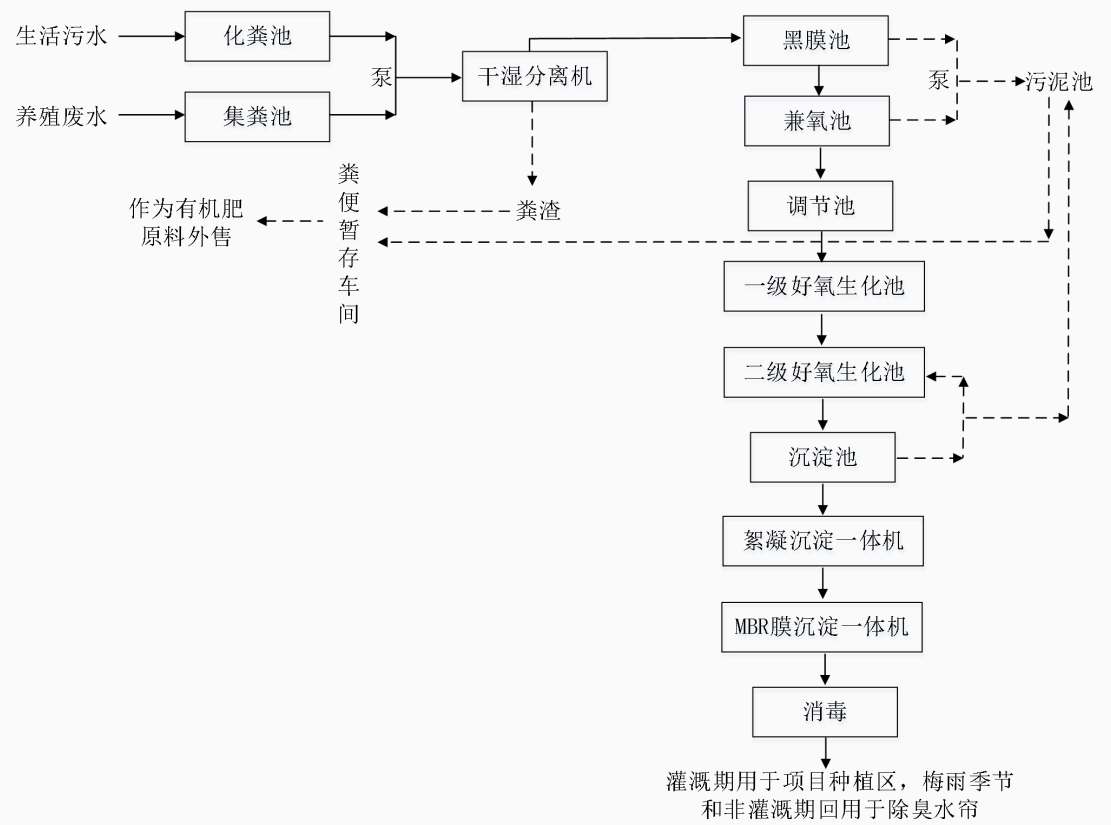 生活污水
化粪池
泵
养殖废水
集粪池
干湿分离机
黑膜池
泵
污泥池
兼氧池
调节池
粪渣
粪便暂存车间
作为有机肥
原料外售
一级好氧生化池
二级好氧生化池
沉淀池
絮凝沉淀一体机
MBR膜沉淀一体机
消毒
灌溉期用于项目种植区，梅雨季节
和非灌溉期回用于除臭水帘